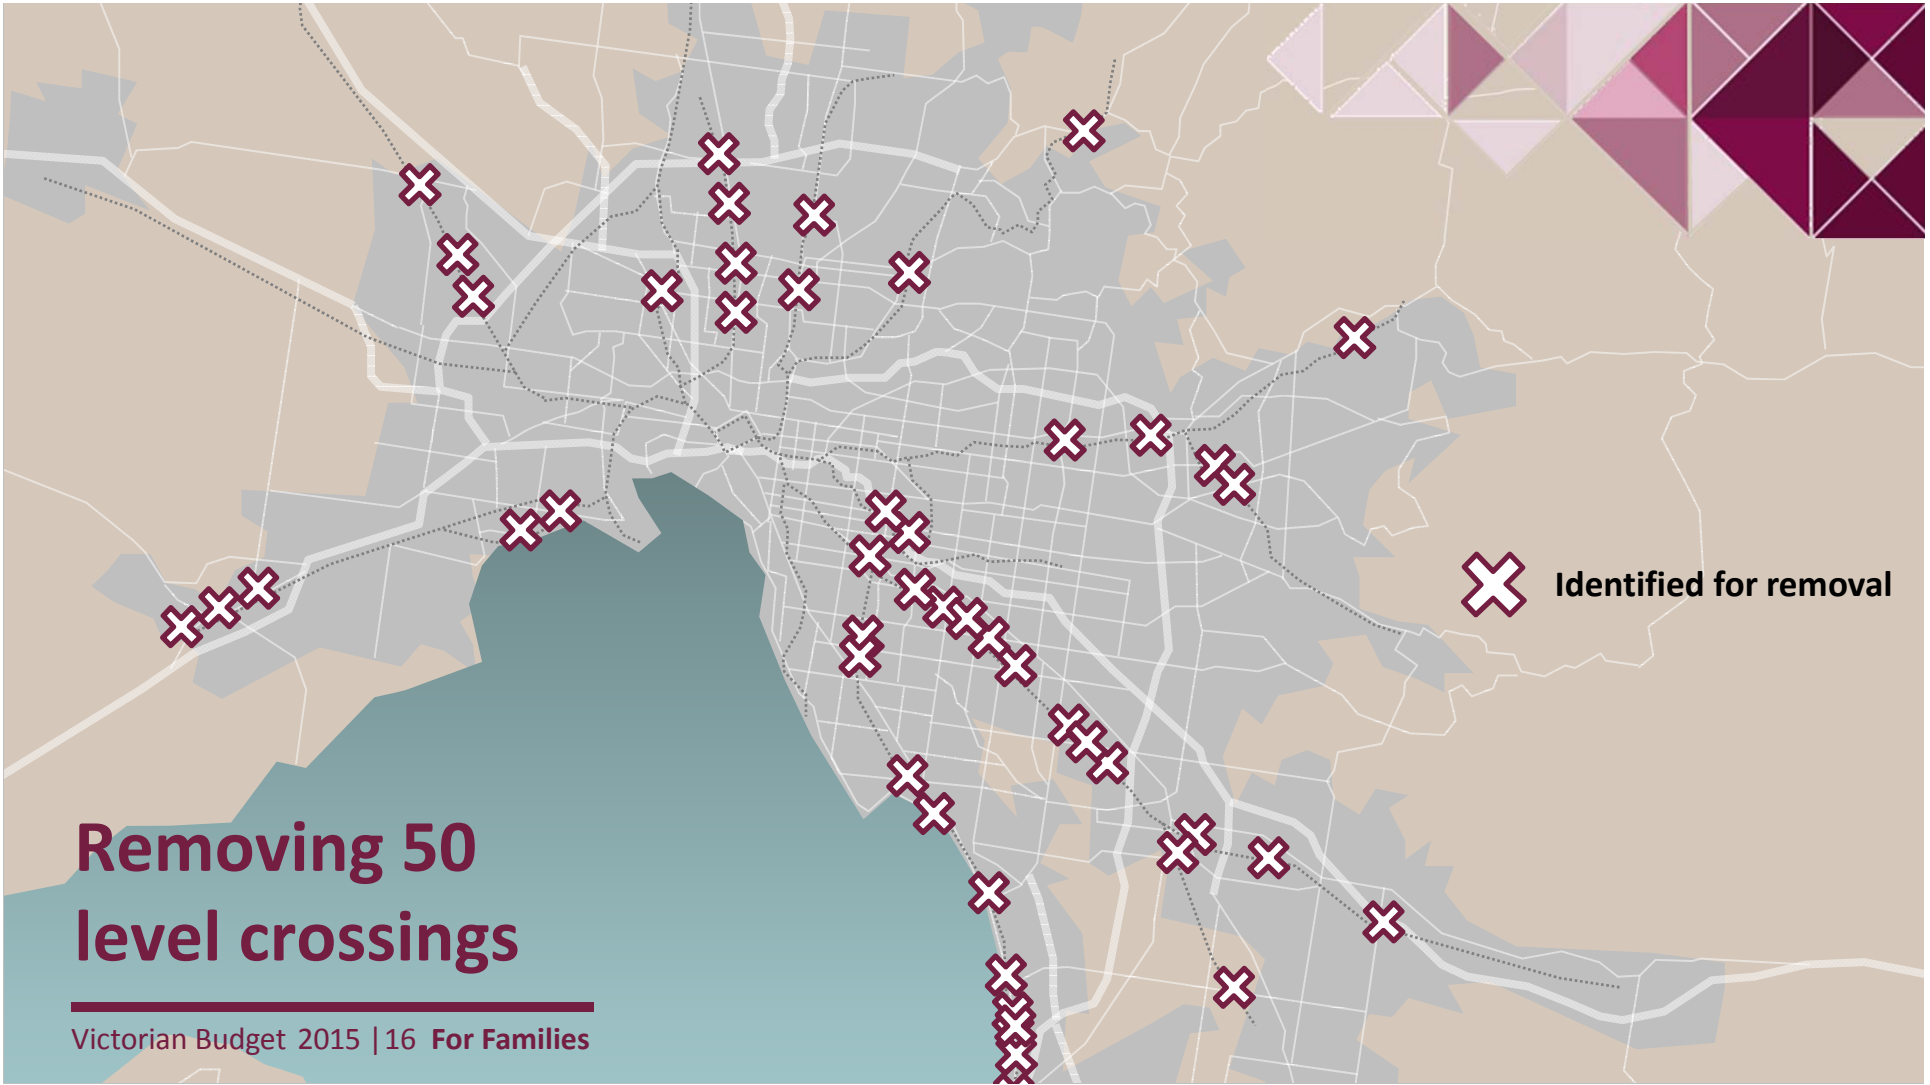 Identified for removal
Removing 50
level crossings
Victorian Budget 2015 |16 For Families